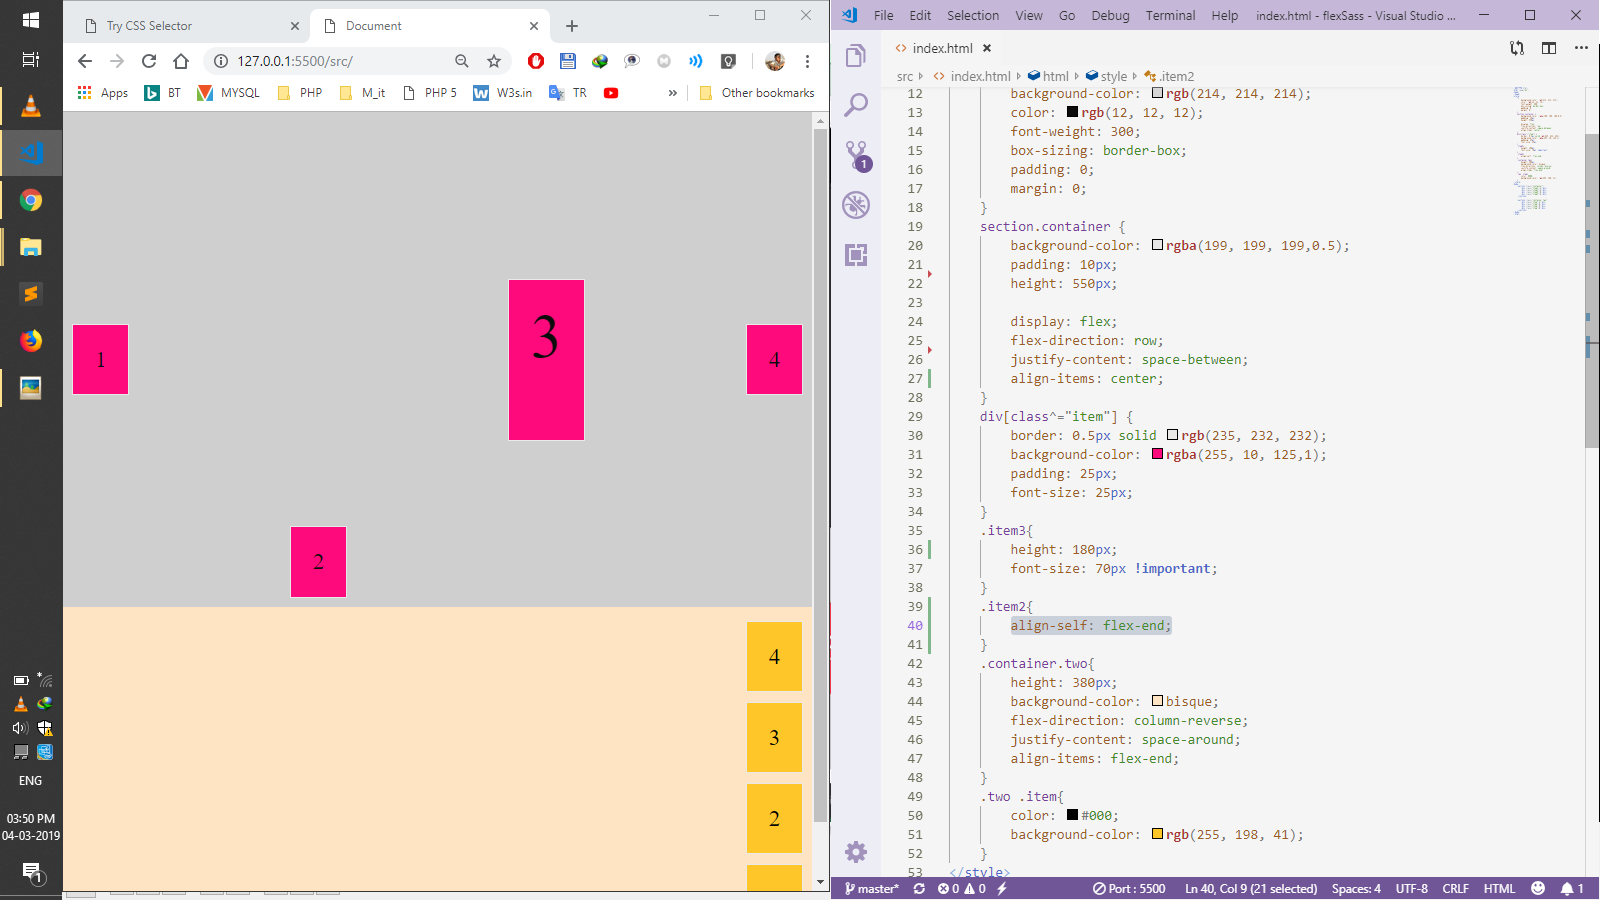 Try CSS Selector
Document
127.0.0.1:5500/src/
Apps
BT
MYSQL
PHP
M_it
PHP 5
W3s.in
TR
»
Other bookmarks
1
2
3
4
4
3
2
ENG
03:50 PM
04-03-2019
1
File Edit Selection View Go Debug Terminal Help index.html - flexSass - Visual Studio ...
index.html
src index.html html style .item2
1
12 background-color: rgb(214, 214, 214);
13 color: rgb(12, 12, 12);
14 font-weight: 300;
15 box-sizing: border-box;
16 padding: 0;
17 margin: 0;
18 }
19 section.container {
20 background-color: rgba(199, 199, 199,0.5);
21 padding: 10px;
22 height: 550px;
23
24 display: flex;
25 flex-direction: row;
26 justify-content: space-between;
27 align-items: center;
28 }
29 div[class^="item"] {
30 border: 0.5px solid rgb(235, 232, 232);
31 background-color: rgba(255, 10, 125,1);
32 padding: 25px;
33 font-size: 25px;
34 }
35 .item3{
36 height: 180px;
37 font-size: 70px !important;
38 }
39 .item2{
40 align-self: flex-end;
41 }
42 .container.two{
43 height: 380px;
44 background-color: bisque;
45 flex-direction: column-reverse;
46 justify-content: space-around;
47 align-items: flex-end;
48 }
49 .two .item{
50 color: #000;
51 background-color: rgb(255, 198, 41);
52 }
53 </style>
master* 0 0 Port : 5500 Ln 40, Col 9 (21 selected) Spaces: 4 UTF-8 CRLF HTML 1